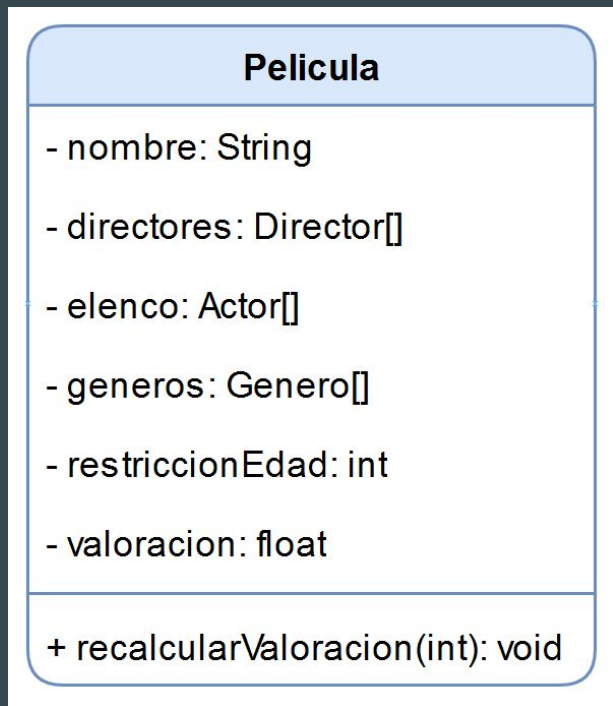 Pelicula
- nombre: String
- directores: Director[]
- elenco: Actor[]
- generos: Genero[]
- restriccionEdad: int
- valoracion: float
+ recalcularValoracion(int): void